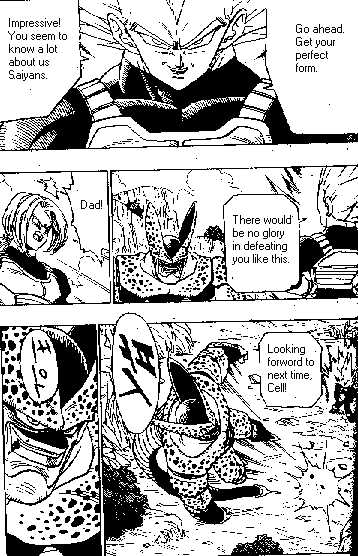 Impressive!
You seem to
know a lot
about us
Saiyans.
Go ahead.
Get your
perfect
form.
Dad!
There would
be no glory
in defeating
you like this.
Looking
forword to
next time,
Cell!